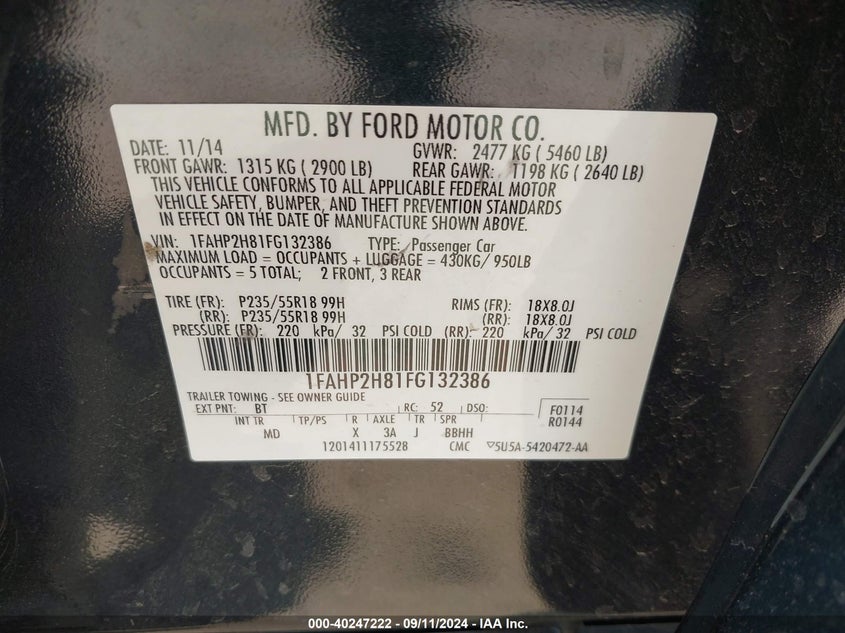 MFD. BY FORD MOTOR CO.
DATE: 11/14 GVWR: 2477 KG ( 5460 LB)
FRONT GAWR: 1315 KG ( 2900 LB) REAR GAWR: 1198 KG ( 2640 LB)
THIS VEHICLE CONFORMS TO ALL APPLICABLE FEDERAL MOTOR
VEHICLE SAFETY, BUMPER, AND THEFT PREVENTION STANDARDS
IN EFFECT ON THE DATE OF MANUFACTURE SHOWN ABOVE.
VIN: 1FAHP2H81FG132386 TYPE: Passenger Car
MAXIMUM LOAD = OCCUPANTS + LUGGAGE = 430KG/ 950LB
OCCUPANTS = 5 TOTAL; 2 FRONT, 3 REAR
TIRE (FR): P235/55R18 99H RIMS (FR): 18X8.0J
(RR): P235/55R18 99H (RR): 18X8.0J
PRESSURE (FR): 220 kPa/ 32 PSI COLD (RR): 220 kPa/ 32 PSI COLD
1FAHP2H81FG132386
TRAILER TOWING - SEE OWNER GUIDE
EXT PNT: BT RC: 52 DSO: F0114
INT TR TP/PS R AXLE TR SPR R0144
MD X 3A J BBHH
1201411175528 CMC 5U5A-5420472-AA
000-40247222 - 09/11/2024 - IAA Inc.